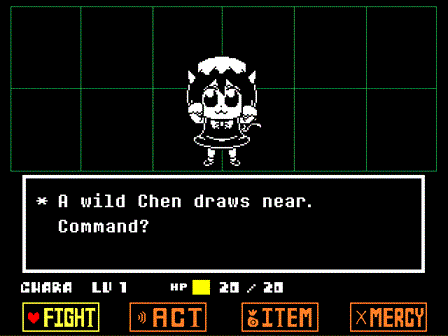 * A wild Chen draws near.
Command?
CHARA LV 1 HP 20 / 20
FIGHT ACT ITEM MERCY